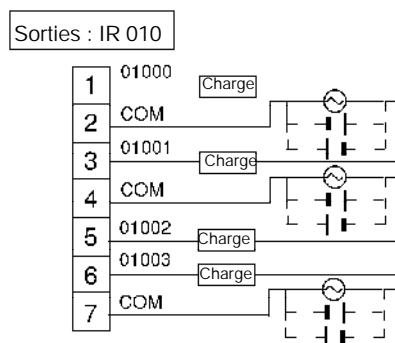 Sorties : IR 010
1 01000 Charge
2 COM
3 01001 Charge
4 COM
5 01002 Charge
6 01003 Charge
7 COM